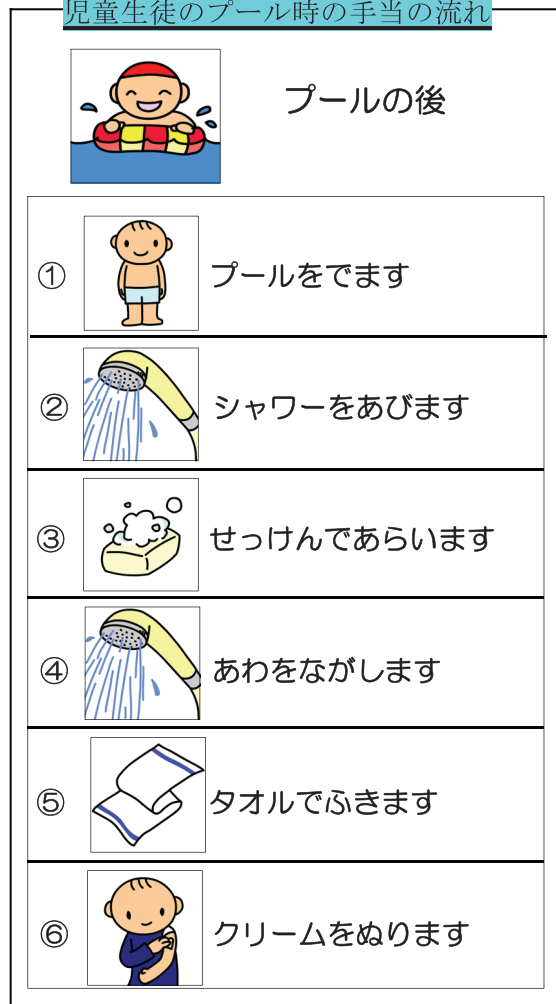 児童生徒のプール時の手当の流れ
プールの後
① プールをでます
② シャワーをあびます
③ せっけんであらいます
④ あわをながします
⑤ タオルでふきます
⑥ クリームをぬります